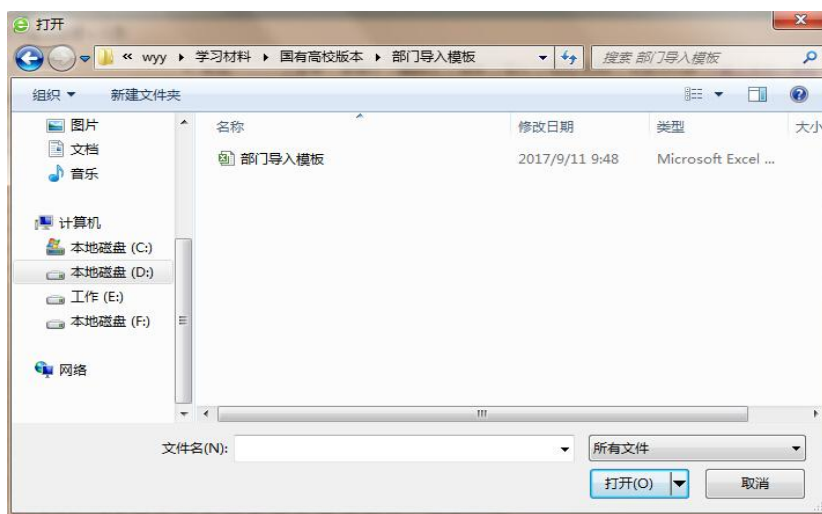 打开
« wyy ▸ 学习材料 ▸ 国有高校版本 ▸ 部门导入模板
搜索 部门导入模板
组织 新建文件夹
图片
文档
音乐
计算机
本地磁盘 (C:)
本地磁盘 (D:)
工作 (E:)
本地磁盘 (F:)
网络
名称 修改日期 类型 大小
部门导入模板 2017/9/11 9:48 Microsoft Excel ...
文件名(N): 所有文件
打开(O) 取消